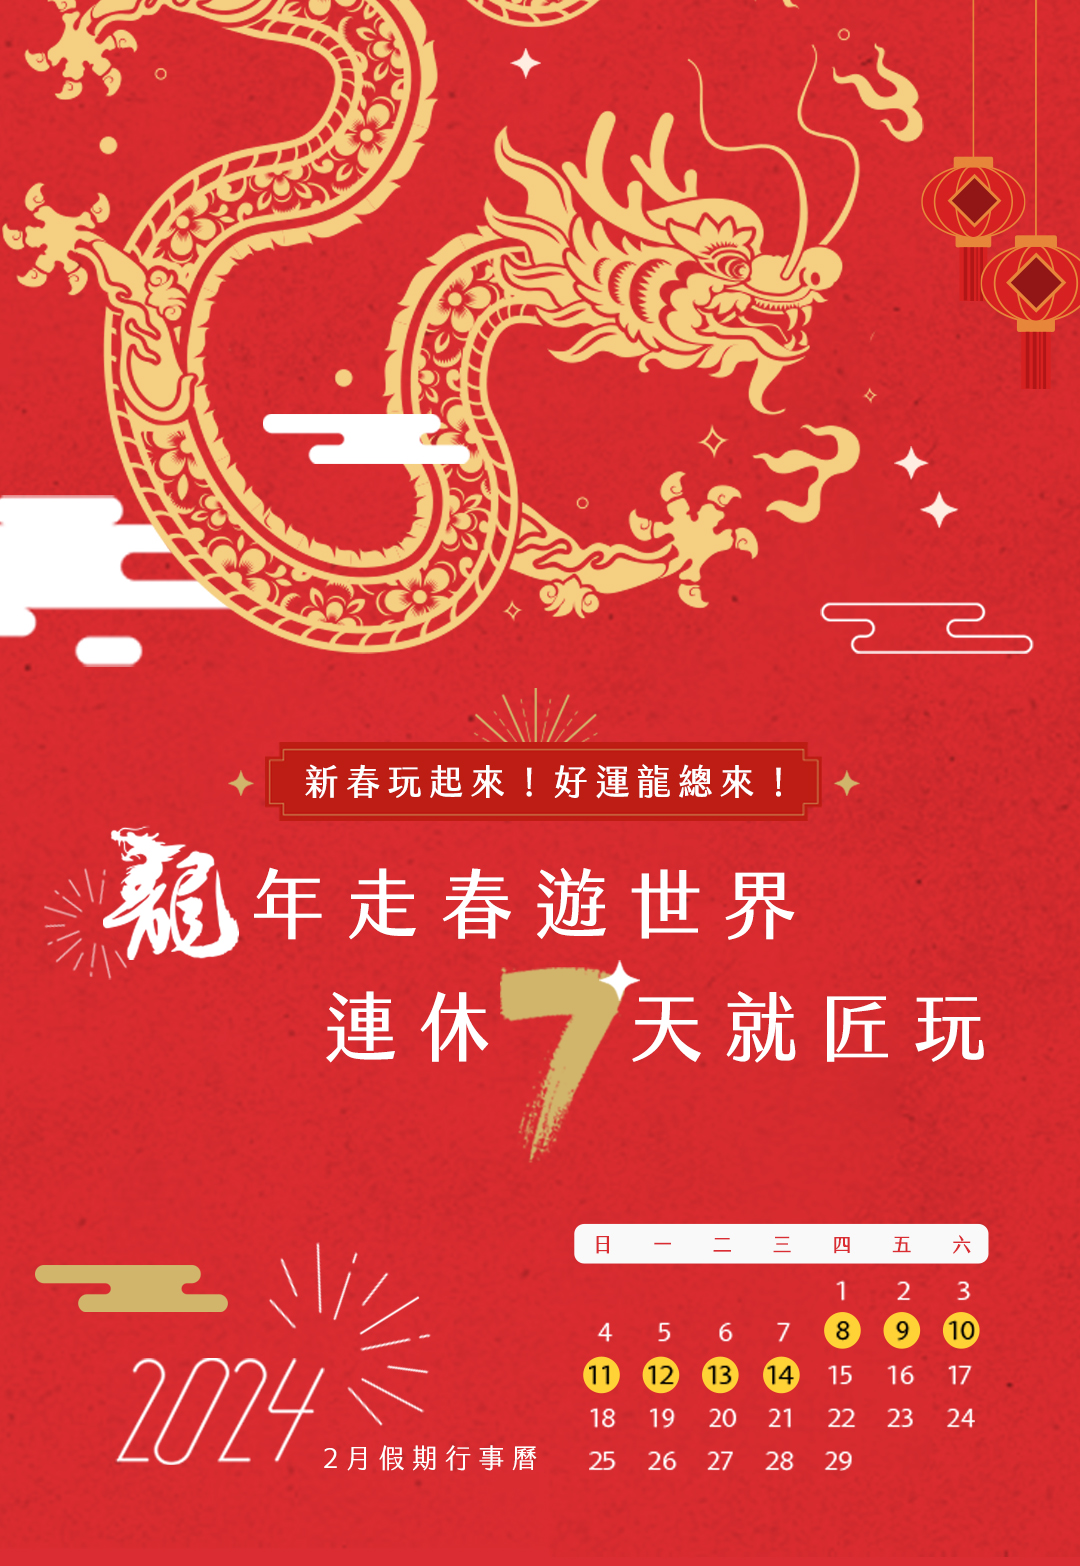 新春玩起來！好運龍總來！
龍年走春遊世界
連休7天就匠玩
日 一 二 三 四 五 六
1 2 3
4 5 6 7 8 9 10
11 12 13 14 15 16 17
18 19 20 21 22 23 24
25 26 27 28 29
2024
2月假期行事曆